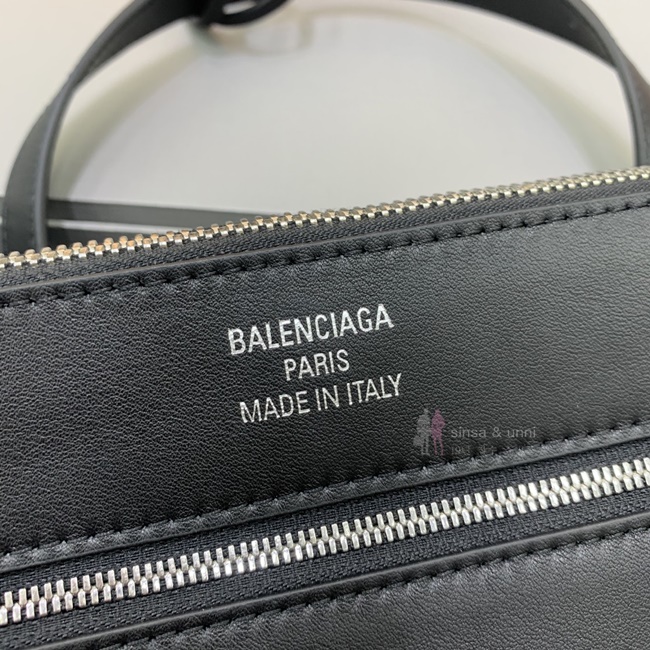 BALENCIAGA
PARIS
MADE IN ITALY
sinsa & unni